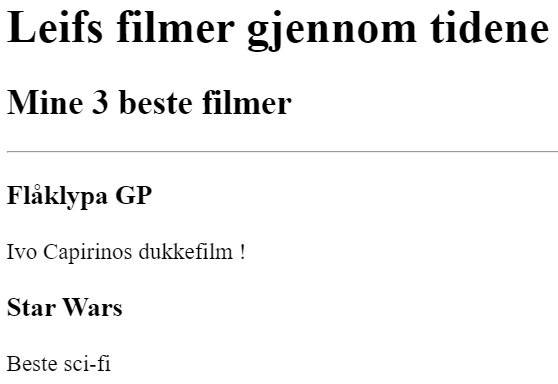 Leifs filmer gjennom tidene
Mine 3 beste filmer
Flåklypa GP
Ivo Capirinos dukkefilm !
Star Wars
Beste sci-fi